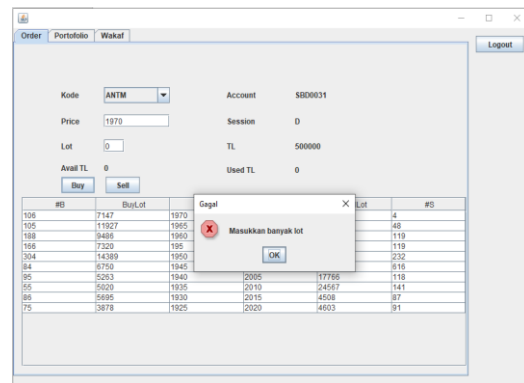 Order Portofolio Wakaf
Logout
Kode ANTM Account SBD0031
Price 1970 Session D
Lot 0 TL 500000
Avail TL 0 Used TL 0
Buy Sell
#B BuyLot Lot #S
Gagal
Masukkan banyak lot
OK
106 7147 1970 4
105 11927 1965 48
188 9486 1960 119
166 7320 195 119
304 14389 1950 232
84 6750 1945 616
95 5263 1940 2005 17766 118
55 5020 1935 2010 24567 141
86 5695 1930 2015 4508 87
75 3878 1925 2020 4603 91